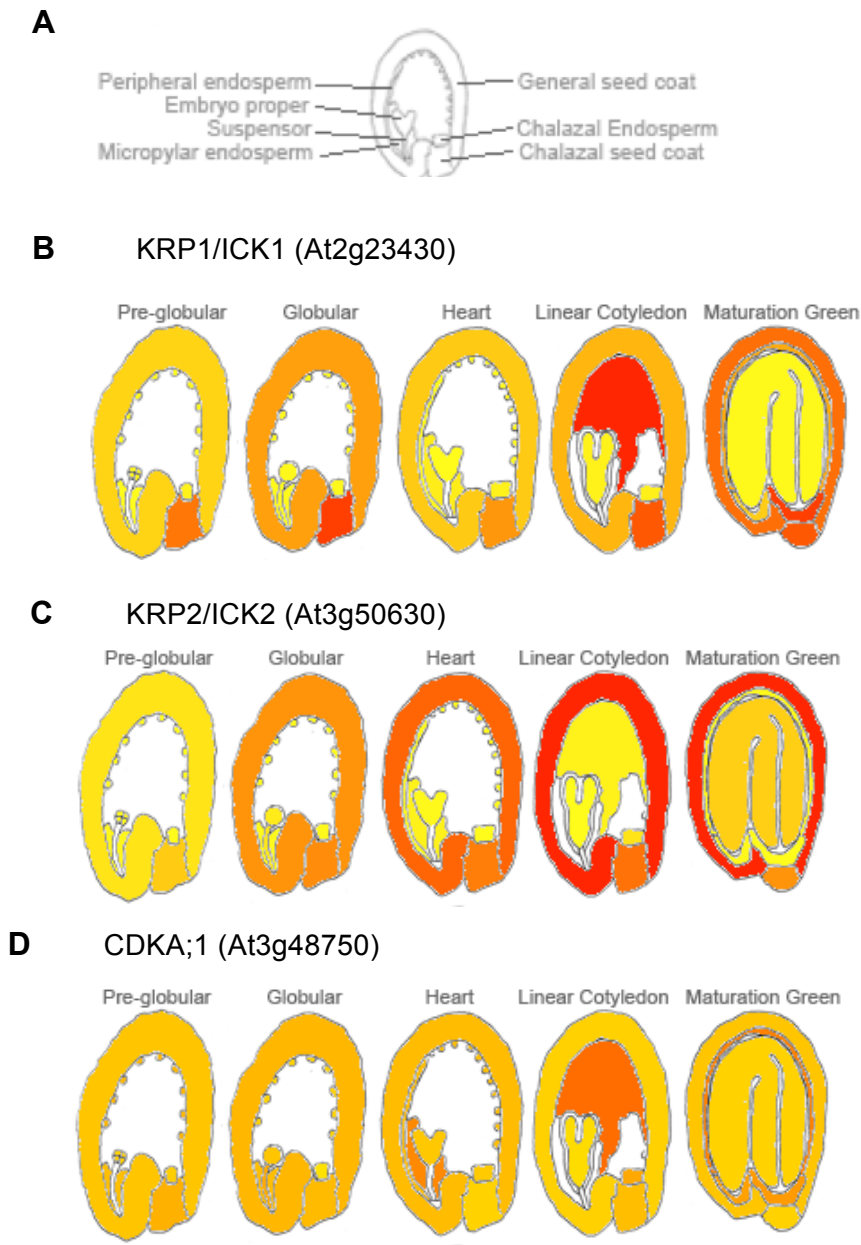 A
Peripheral endosperm
General seed coat
Embryo proper
Suspensor
Chalazal Endosperm
Micropylar endosperm
Chalazal seed coat
B KRP1/ICK1 (At2g23430)
Pre-globular Globular Heart Linear Cotyledon Maturation Green
C KRP2/ICK2 (At3g50630)
Pre-globular Globular Heart Linear Cotyledon Maturation Green
D CDKA;1 (At3g48750)
Pre-globular Globular Heart Linear Cotyledon Maturation Green